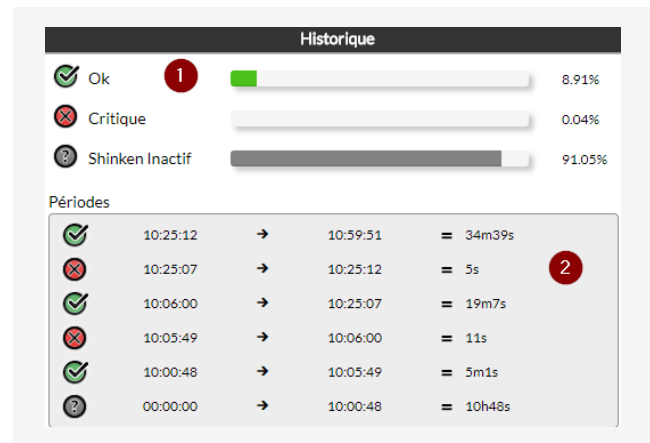 Historique
Ok 1 8.91%
Critique 0.04%
Shinken Inactif 91.05%
Périodes
10:25:12 → 10:59:51 = 34m39s
10:25:07 → 10:25:12 = 5s 2
10:06:00 → 10:25:07 = 19m7s
10:05:49 → 10:06:00 = 11s
10:00:48 → 10:05:49 = 5m1s
00:00:00 → 10:00:48 = 10h48s